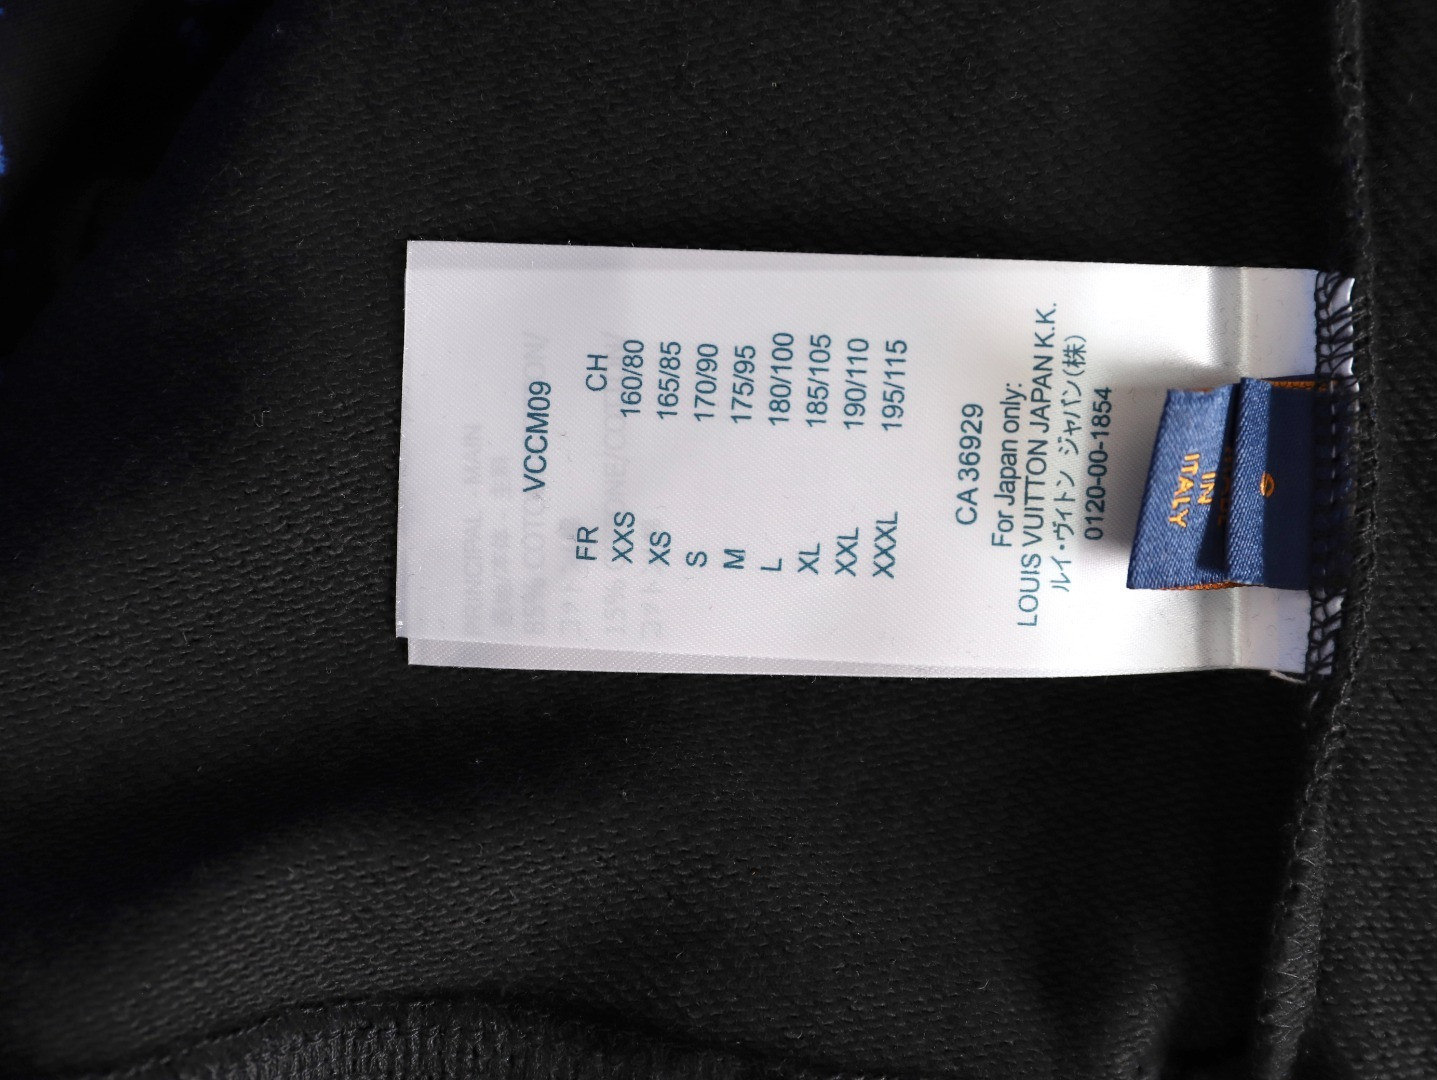 VCCM09
FR CH
XXS 160/80
XS 165/85
S 170/90
M 175/95
L 180/100
XL 185/105
XXL 190/110
XXXL 195/115
CA 36929
For Japan only:
LOUIS VUITTON JAPAN K.K.
ルイ・ヴィトン ジャパン(株)
0120-00-1854
IN
ITALY